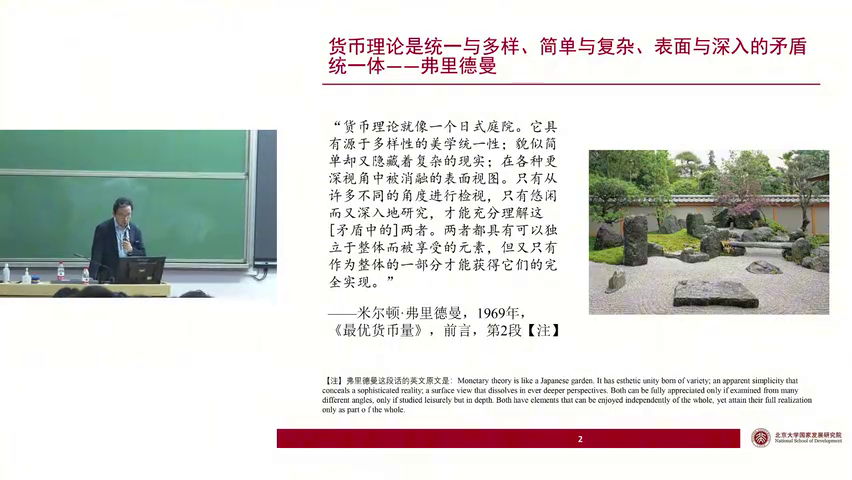 货币理论是统一与多样、简单与复杂、表面与深入的矛盾
统一体——弗里德曼
“货币理论就像一个日式庭院。它具
有源于多样性的美学统一性；貌似简
单却又隐藏着复杂的现实；在各种更
深视角中被消融的表面视图。只有从
许多不同的角度进行检视，只有悠闲
而又深入地研究，才能充分理解这
[矛盾中的]两者。两者都具有可以独
立于整体而被享受的元素，但又只有
作为整体的一部分才能获得它们的完
全实现。”
——米尔顿·弗里德曼，1969年，
《最优货币量》，前言，第2段【注】
【注】弗里德曼这段话的英文原文是：Monetary theory is like a Japanese garden. It has esthetic unity born of variety; an apparent simplicity that
conceals a sophisticated reality; a surface view that dissolves in ever deeper perspectives. Both can be fully appreciated only if examined from many
different angles, only if studied leisurely but in depth. Both have elements that can be enjoyed independently of the whole, yet attain their full realization
only as part o f the whole.
2
北京大学国家发展研究院
National School of Development